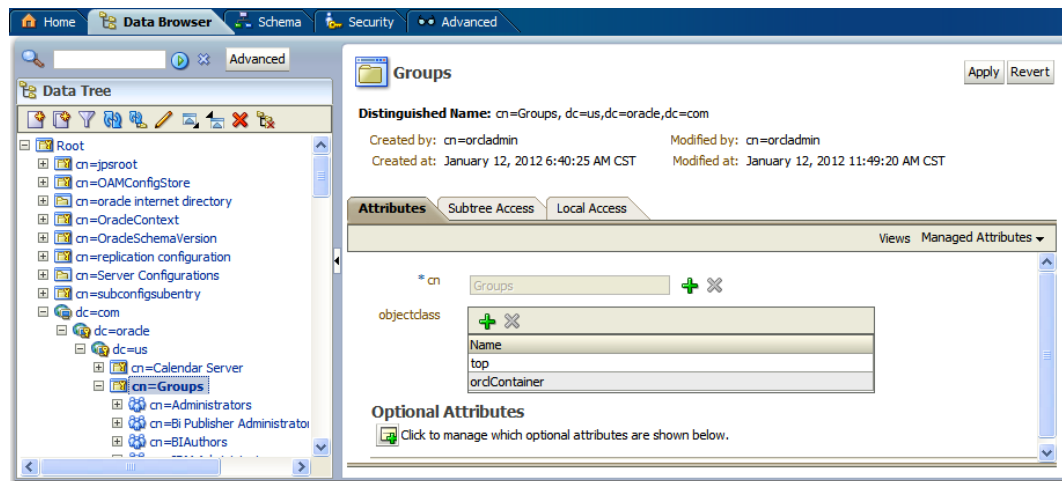 Home Data Browser Schema Security Advanced
Advanced
Data Tree
Root
cn=jpsroot
cn=OAMConfigStore
cn=oracle internet directory
cn=OracleContext
cn=OracleSchemaVersion
cn=replication configuration
cn=Server Configurations
cn=subconfigsubentry
dc=com
dc=oracle
dc=us
cn=Calendar Server
cn=Groups
cn=Administrators
cn=Bi Publisher Administrator
cn=BIAuthors
Groups
Apply Revert
Distinguished Name: cn=Groups, dc=us,dc=oracle,dc=com
Created by: cn=orcladmin Modified by: cn=orcladmin
Created at: January 12, 2012 6:40:25 AM CST Modified at: January 12, 2012 11:49:20 AM CST
Attributes Subtree Access Local Access
Views Managed Attributes
* cn Groups
objectclass
Name
top
orclContainer
Optional Attributes
Click to manage which optional attributes are shown below.